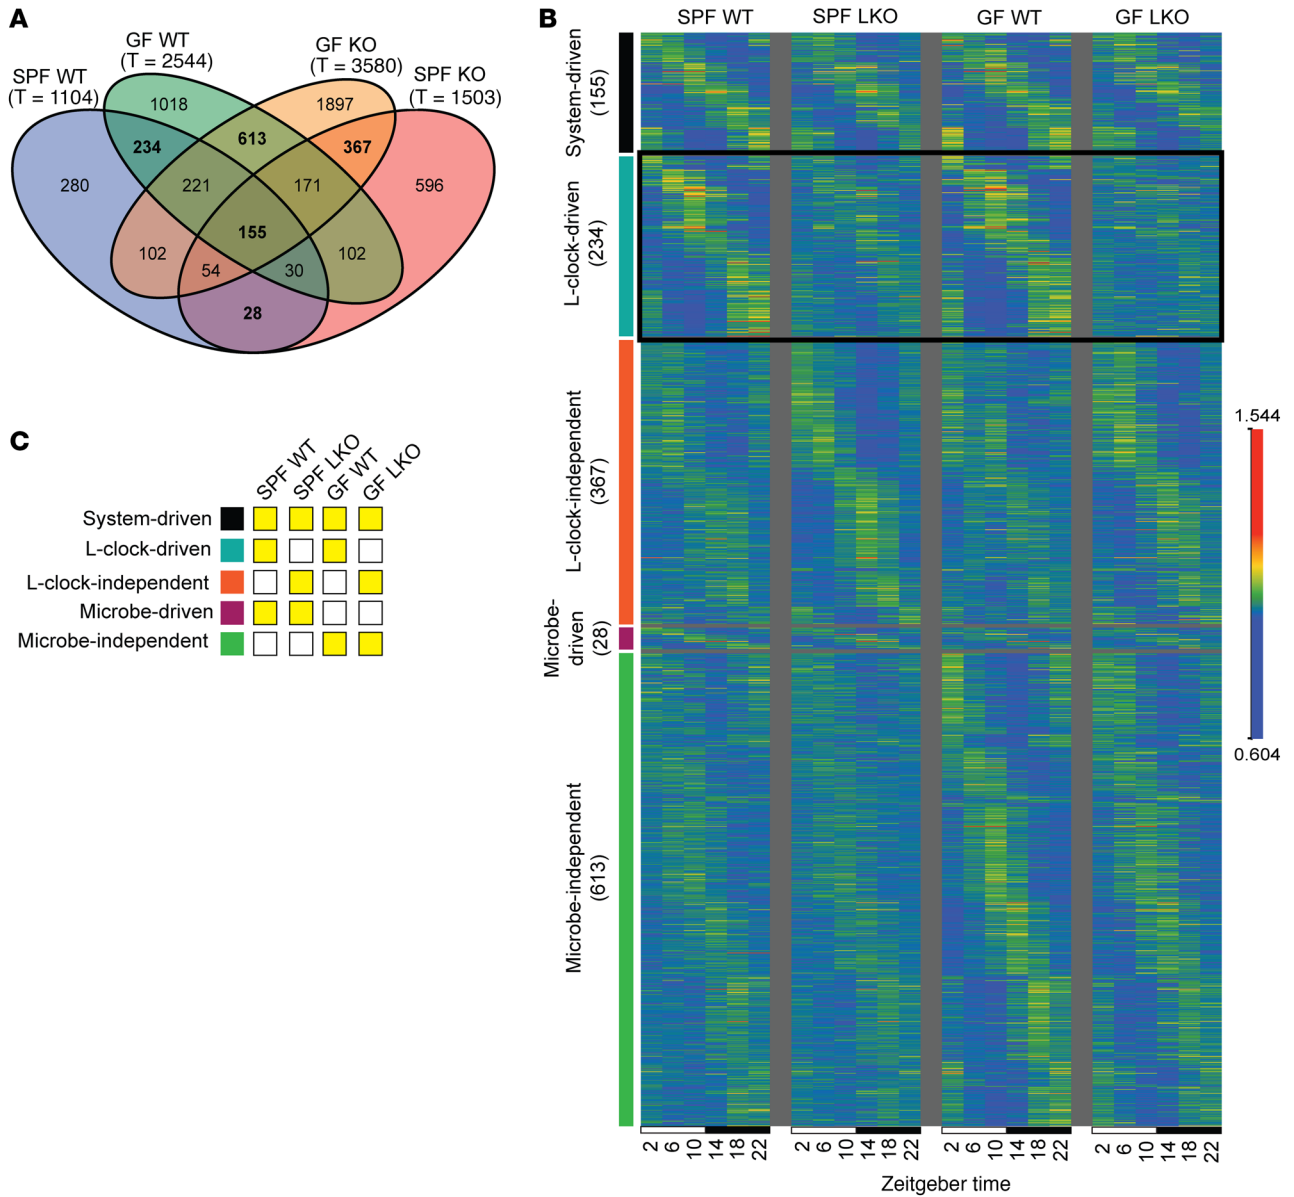 A
GF WT
(T = 2544)
GF KO
(T = 3580)
SPF WT
(T = 1104)
SPF KO
(T = 1503)
1018
1897
234
613
367
280
221
171
596
155
102
54
30
102
28
B
SPF WT
SPF LKO
GF WT
GF LKO
System-driven
(155)
L-clock-driven
(234)
L-clock-independent
(367)
Microbe-
driven
(28)
Microbe-independent
(613)
1.544
0.604
2 6 10 14 18 22
2 6 10 14 18 22
2 6 10 14 18 22
2 6 10 14 18 22
Zeitgeber time
C
SPF WT
SPF LKO
GF WT
GF LKO
System-driven
L-clock-driven
L-clock-independent
Microbe-driven
Microbe-independent